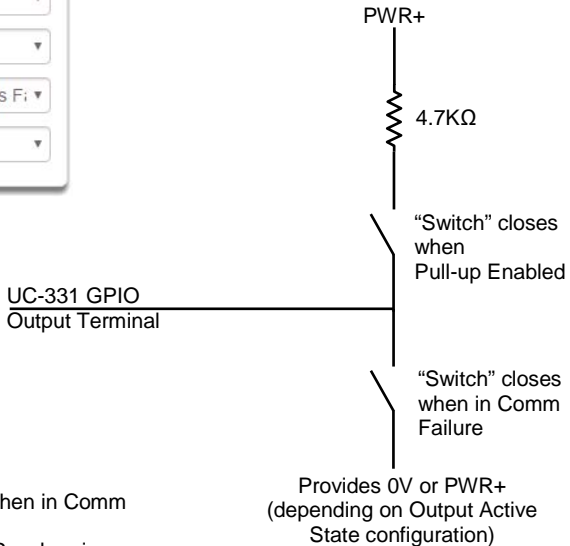 PWR+
4.7KΩ
“Switch” closes
when
Pull-up Enabled
UC-331 GPIO
Output Terminal
“Switch” closes
when in Comm
Failure
Provides 0V or PWR+
(depending on Output Active
State configuration)
when in Comm